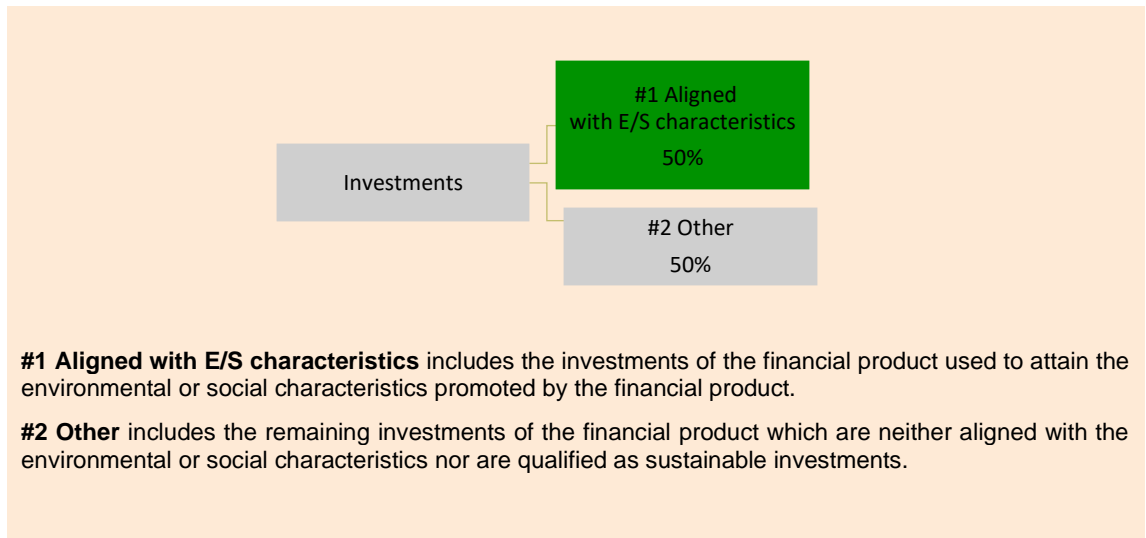 #1 Aligned
with E/S characteristics
50%
Investments
#2 Other
50%
#1 Aligned with E/S characteristics includes the investments of the financial product used to attain the
environmental or social characteristics promoted by the financial product.
#2 Other includes the remaining investments of the financial product which are neither aligned with the
environmental or social characteristics nor are qualified as sustainable investments.